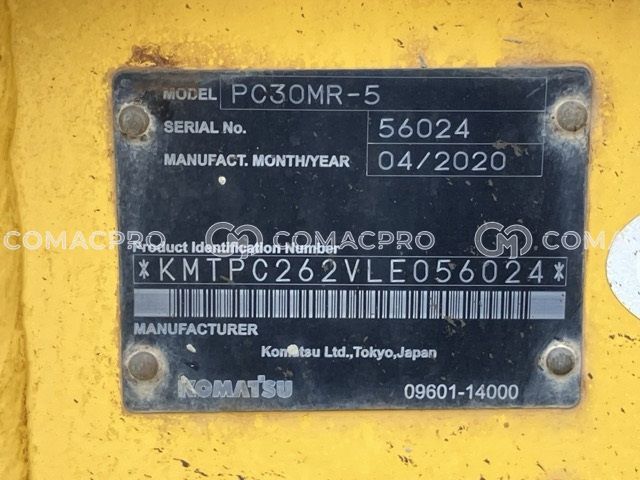 MODEL PC30MR-5
SERIAL No. 56024
MANUFACT. MONTH/YEAR 04/2020
COMACPRO COMACPRO COMACPRO
Product Identification Number
*KMTPC262VLE056024*
MANUFACTURER
Komatsu Ltd.,Tokyo,Japan
KOMATSU 09601-14000